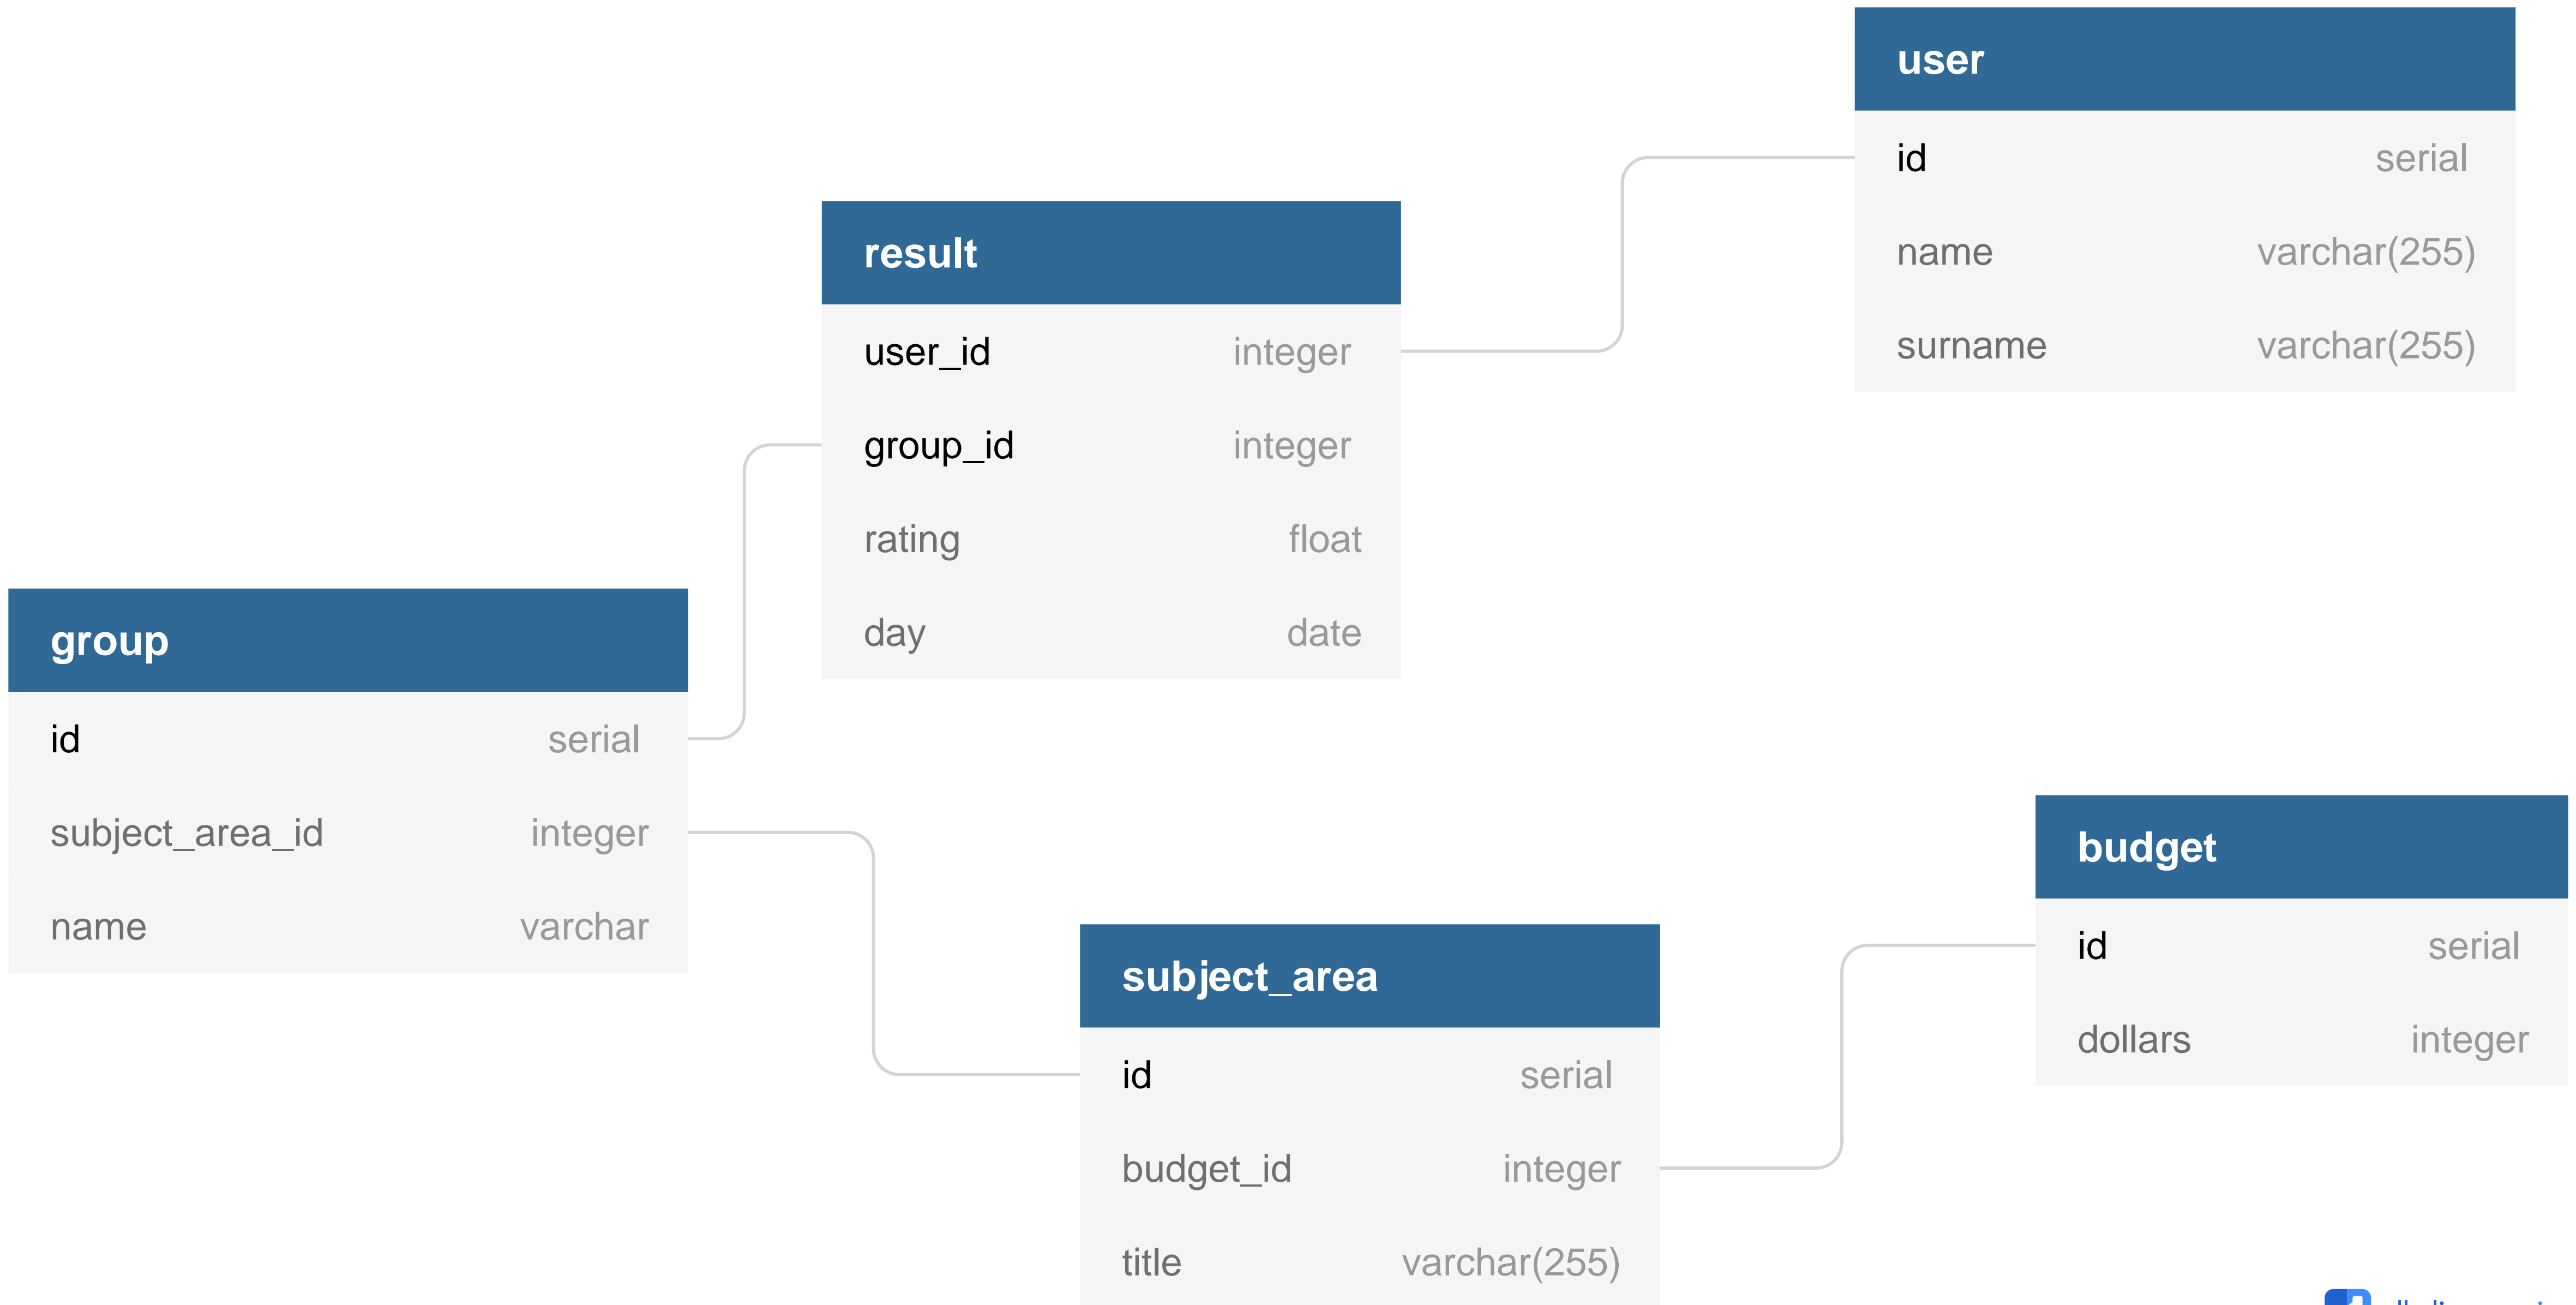 user
id serial
name varchar(255)
surname varchar(255)
result
user_id integer
group_id integer
rating float
day date
group
id serial
subject_area_id integer
name varchar
budget
id serial
dollars integer
subject_area
id serial
budget_id integer
title varchar(255)